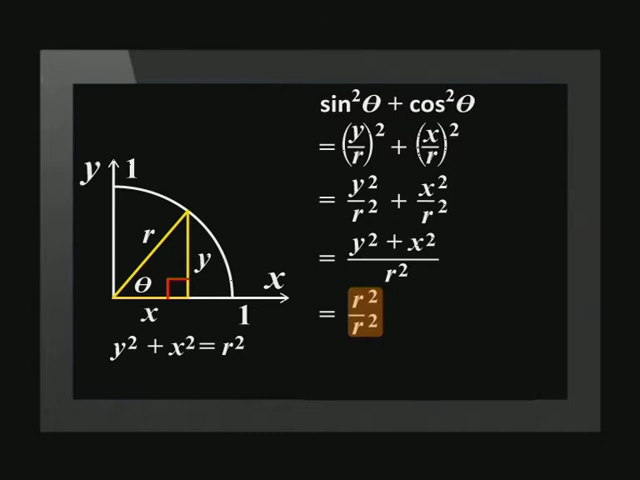 sin²θ + cos²θ
= (y/r)² + (x/r)²
= y²/r² + x²/r²
= (y² + x²)/r²
= r²/r²
y 1
r
y
θ
x
x
1
y² + x² = r²